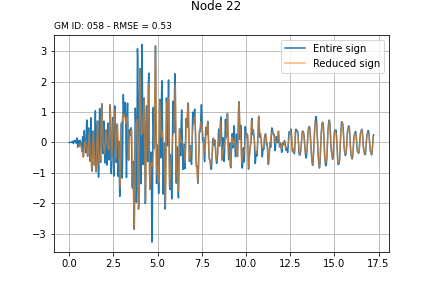 Node 22
GM ID: 058 - RMSE = 0.53
Entire sign
Reduced sign
3
2
1
0
−1
−2
−3
0.0 2.5 5.0 7.5 10.0 12.5 15.0 17.5